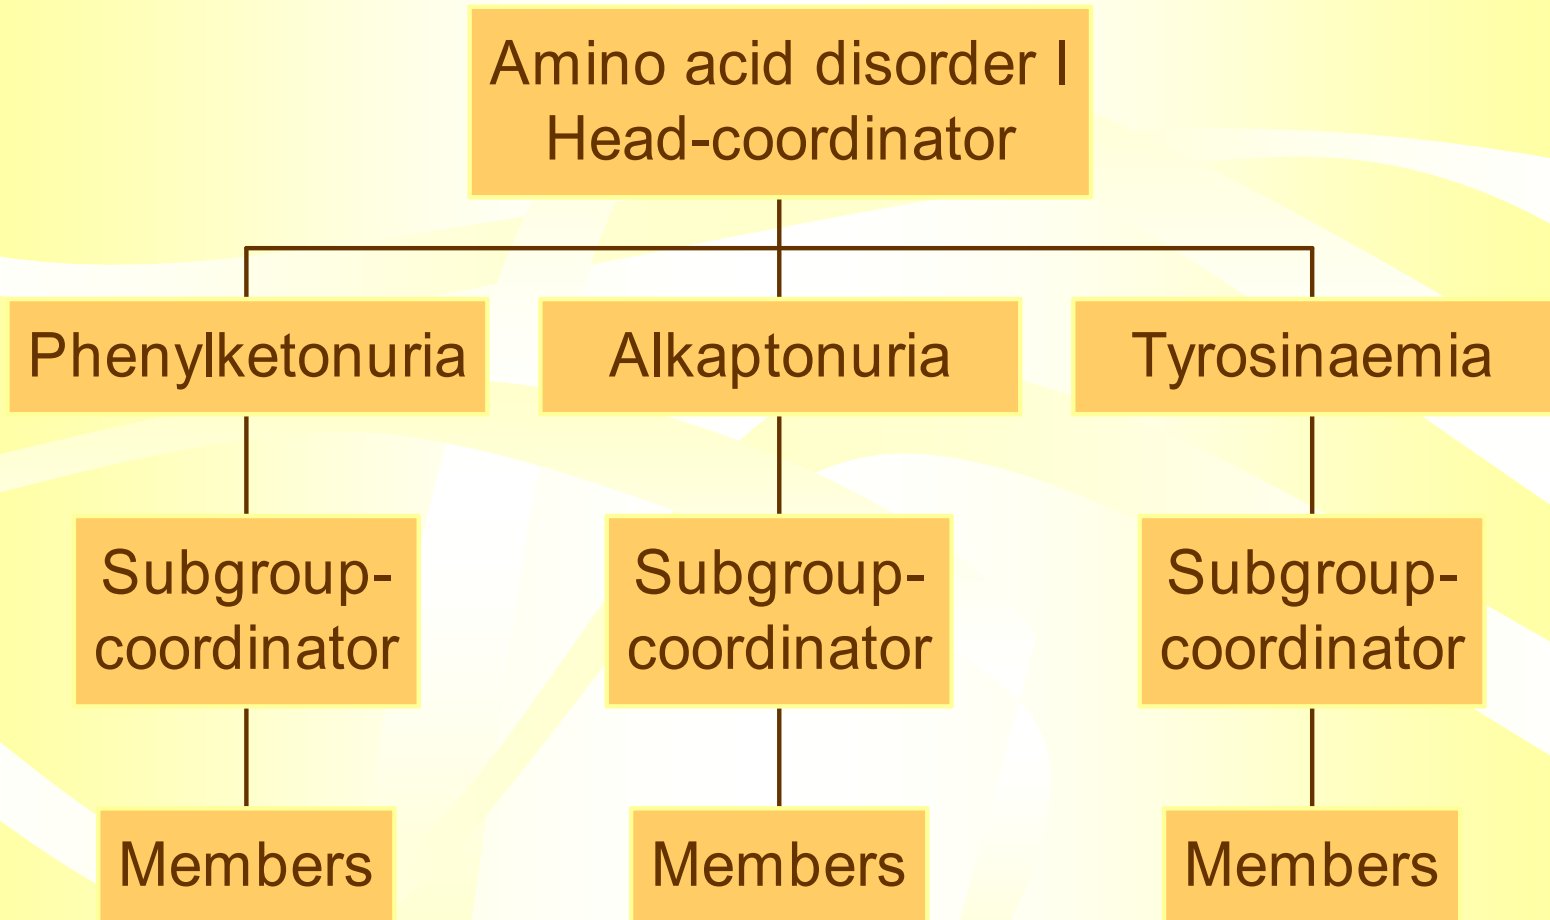 Amino acid disorder I
Head-coordinator
Phenylketonuria
Alkaptonuria
Tyrosinaemia
Subgroup-
coordinator
Subgroup-
coordinator
Subgroup-
coordinator
Members
Members
Members